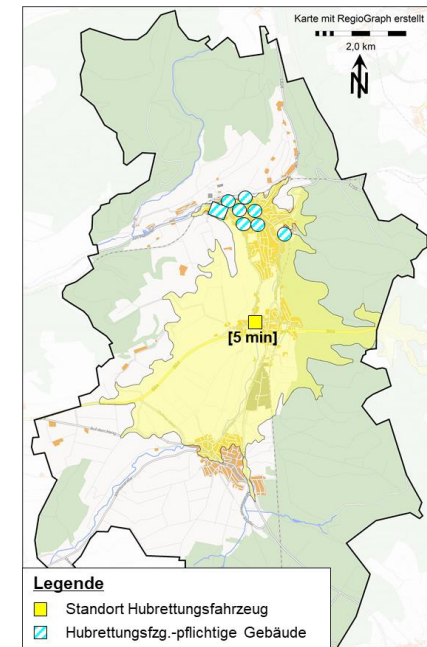 Karte mit RegioGraph erstellt
2,0 km
N
[5 min]
Legende
Standort Hubrettungsfahrzeug
Hubrettungsfzg.-pflichtige Gebäude